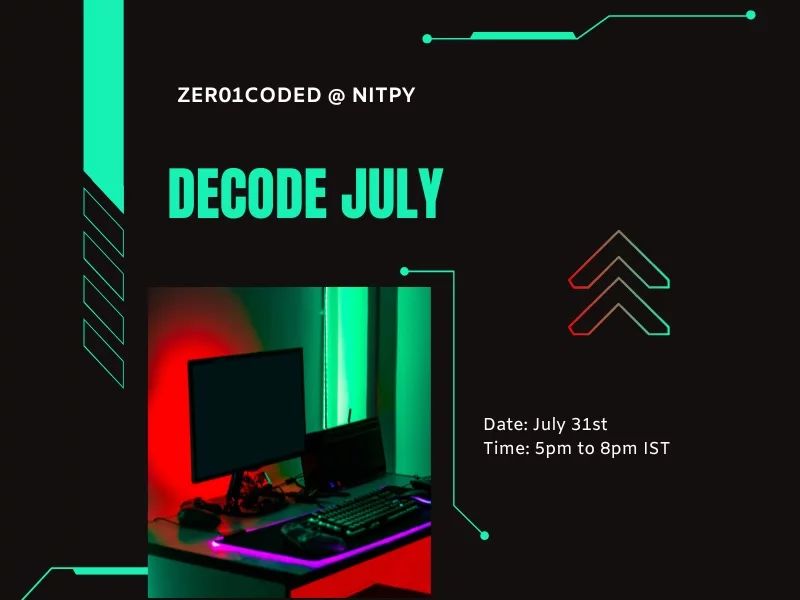 ZER01CODED @ NITPY
DECODE JULY
Date: July 31st
Time: 5pm to 8pm IST